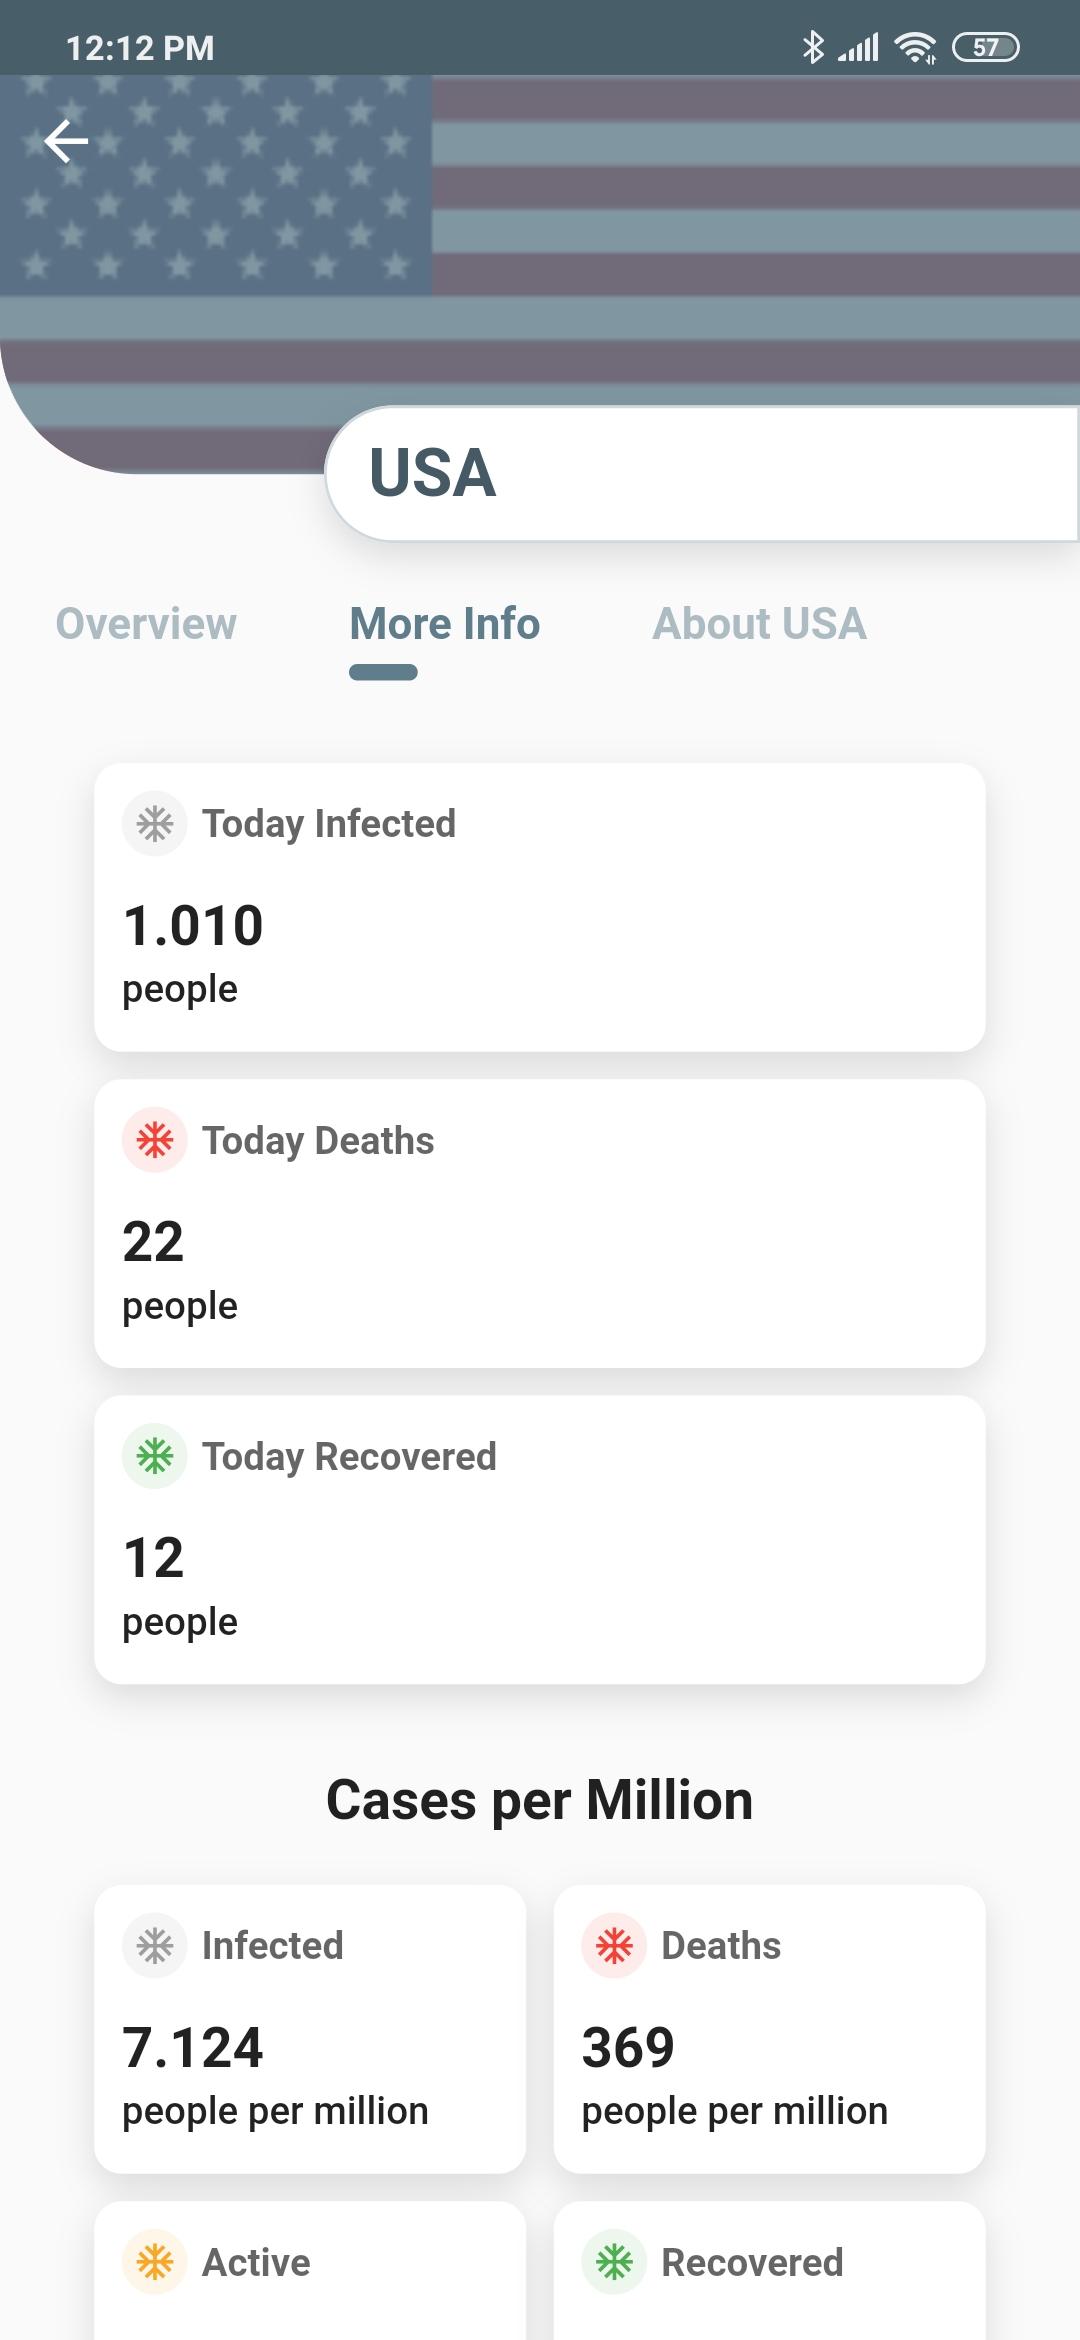 12:12 PM
57
USA
Overview
More Info
About USA
Today Infected
1.010
people
Today Deaths
22
people
Today Recovered
12
people
Cases per Million
Infected
7.124
people per million
Deaths
369
people per million
Active
Recovered